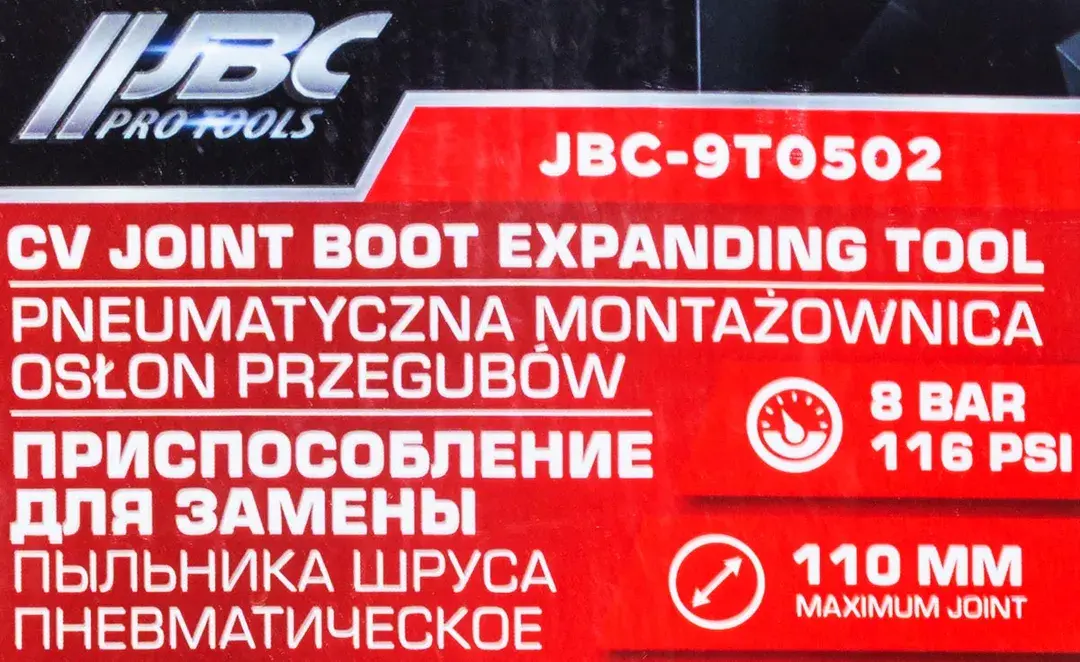 JBC
PRO TOOLS
JBC-9T0502
CV JOINT BOOT EXPANDING TOOL
PNEUMATYCZNA MONTAŻOWNICA
OSŁON PRZEGUBÓW
ПРИСПОСОБЛЕНИЕ
ДЛЯ ЗАМЕНЫ
ПЫЛЬНИКА ШРУСА
ПНЕВМАТИЧЕСКОЕ
8 BAR
116 PSI
110 MM
MAXIMUM JOINT